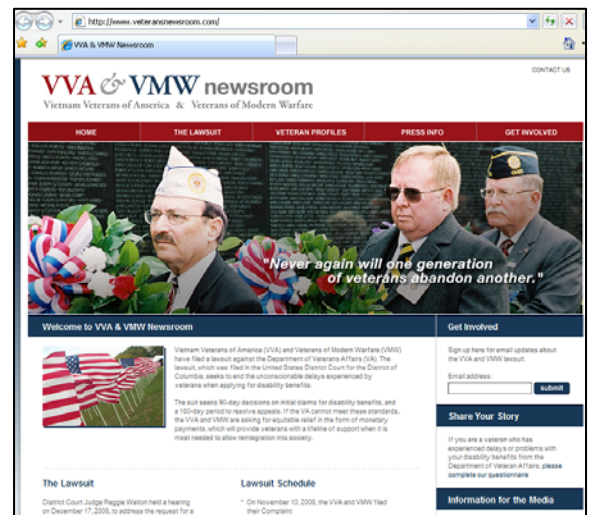 http://www.veteransnewsroom.com/
VVA & VMW Newsroom
CONTACT US
VVA & VMW newsroom
Vietnam Veterans of America & Veterans of Modern Warfare
HOME THE LAWSUIT VETERAN PROFILES PRESS INFO GET INVOLVED
"Never again will one generation
of veterans abandon another."
Welcome to VVA & VMW Newsroom
Vietnam Veterans of America (VVA) and Veterans of Modern Warfare (VMW)
have filed a lawsuit against the Department of Veterans Affairs (VA). The
lawsuit, which was filed in the United States District Court for the District of
Columbia, seeks to end the unconscionable delays experienced by
veterans when applying for disability benefits.
The suit seeks 90-day decisions on initial claims for disability benefits, and
a 180-day period to resolve appeals. If the VA cannot meet these standards,
the VVA and VMW are asking for equitable relief in the form of monetary
payments, which will provide veterans with a lifeline of support when it is
most needed to allow reintegration into society.
Get Involved
Sign up here for email updates about
the VVA and VMW lawsuit.
Email address:
submit
Share Your Story
If you are a veteran who has
experienced delays or problems with
your disability benefits from the
Department of Veteran Affairs, please
complete our questionnaire
The Lawsuit
District Court Judge Reggie Walton held a hearing
on December 17, 2008, to address the request for a
Lawsuit Schedule
* On November 10, 2008, the VVA and VMW filed
their Complaint
Information for the Media